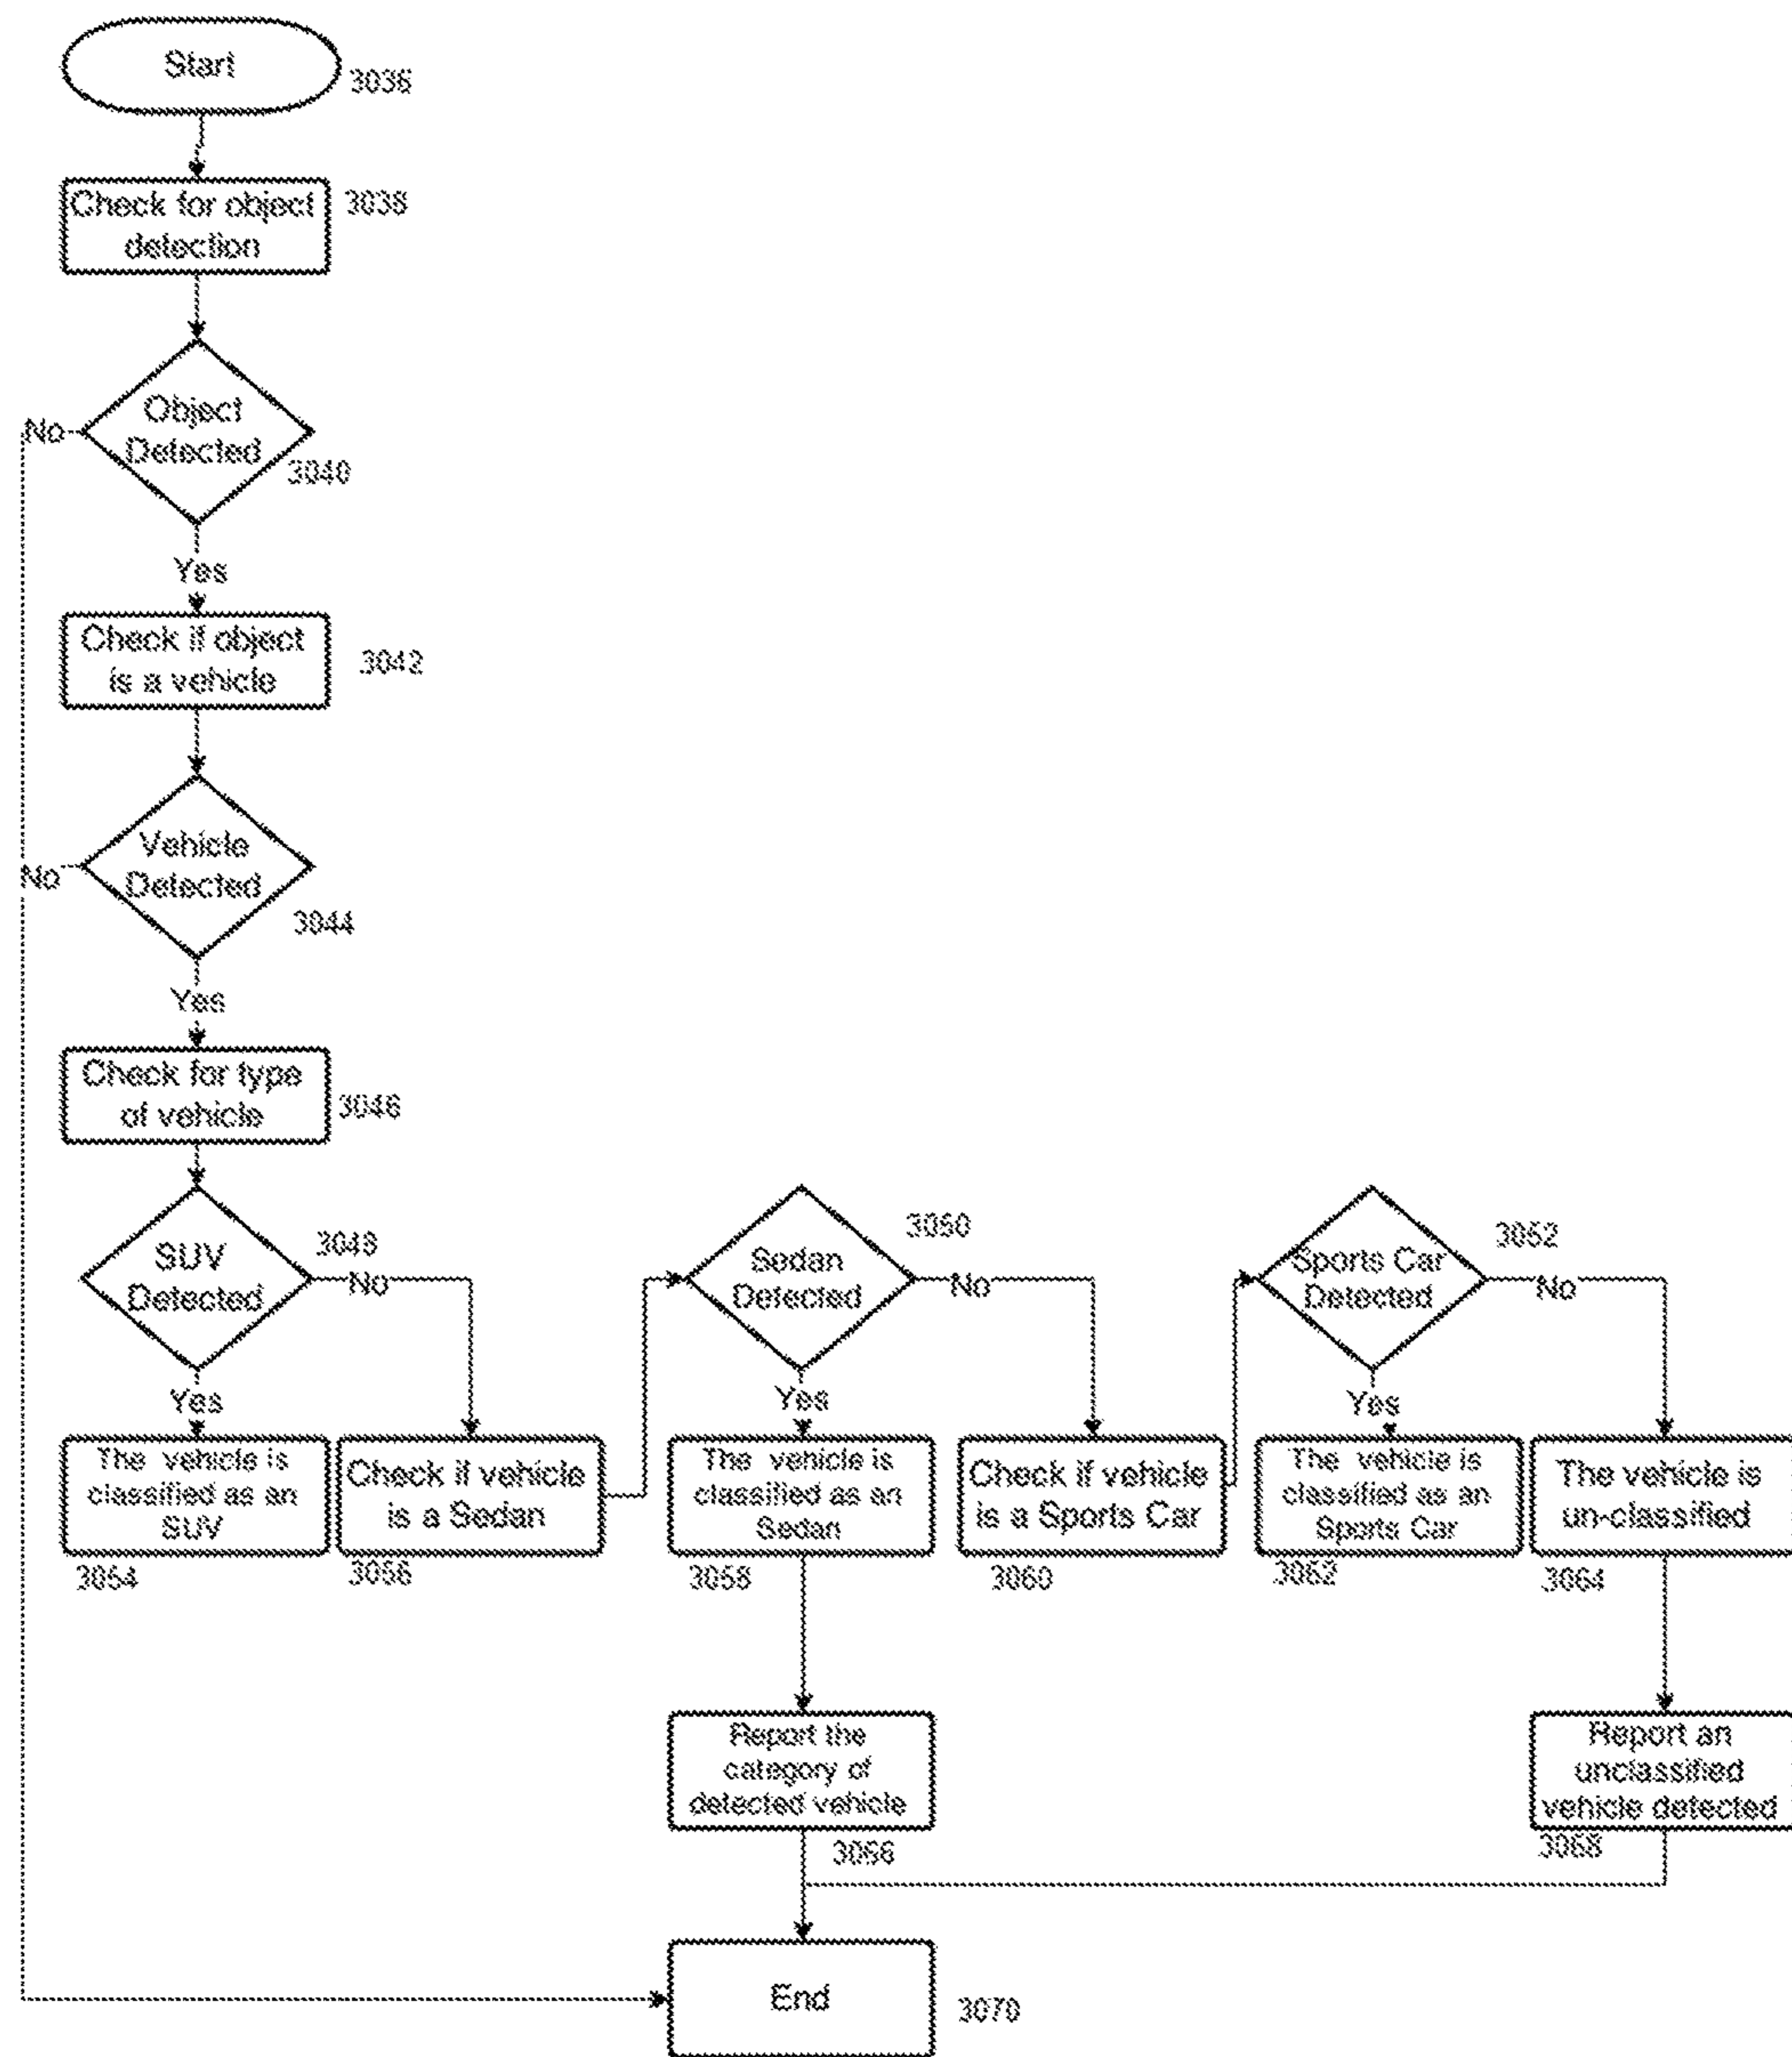 Start
3036
Check for object
detection
3038
Object
Detected
No
3040
Yes
Check if object
is a vehicle
3042
Vehicle
Detected
No
3044
Yes
Check for type
of vehicle
3046
SUV
Detected
3048
No
Yes
Sedan
Detected
3050
No
Yes
Sports Car
Detected
3052
No
Yes
The vehicle is
classified as an
SUV
3054
Check if vehicle
is a Sedan
3056
The vehicle is
classified as an
Sedan
3058
Check if vehicle
is a Sports Car
3060
The vehicle is
classified as an
Sports Car
3062
The vehicle is
un-classified
3064
Report the
category of
detected vehicle
3066
Report an
unclassified
vehicle detected
3068
End
3070